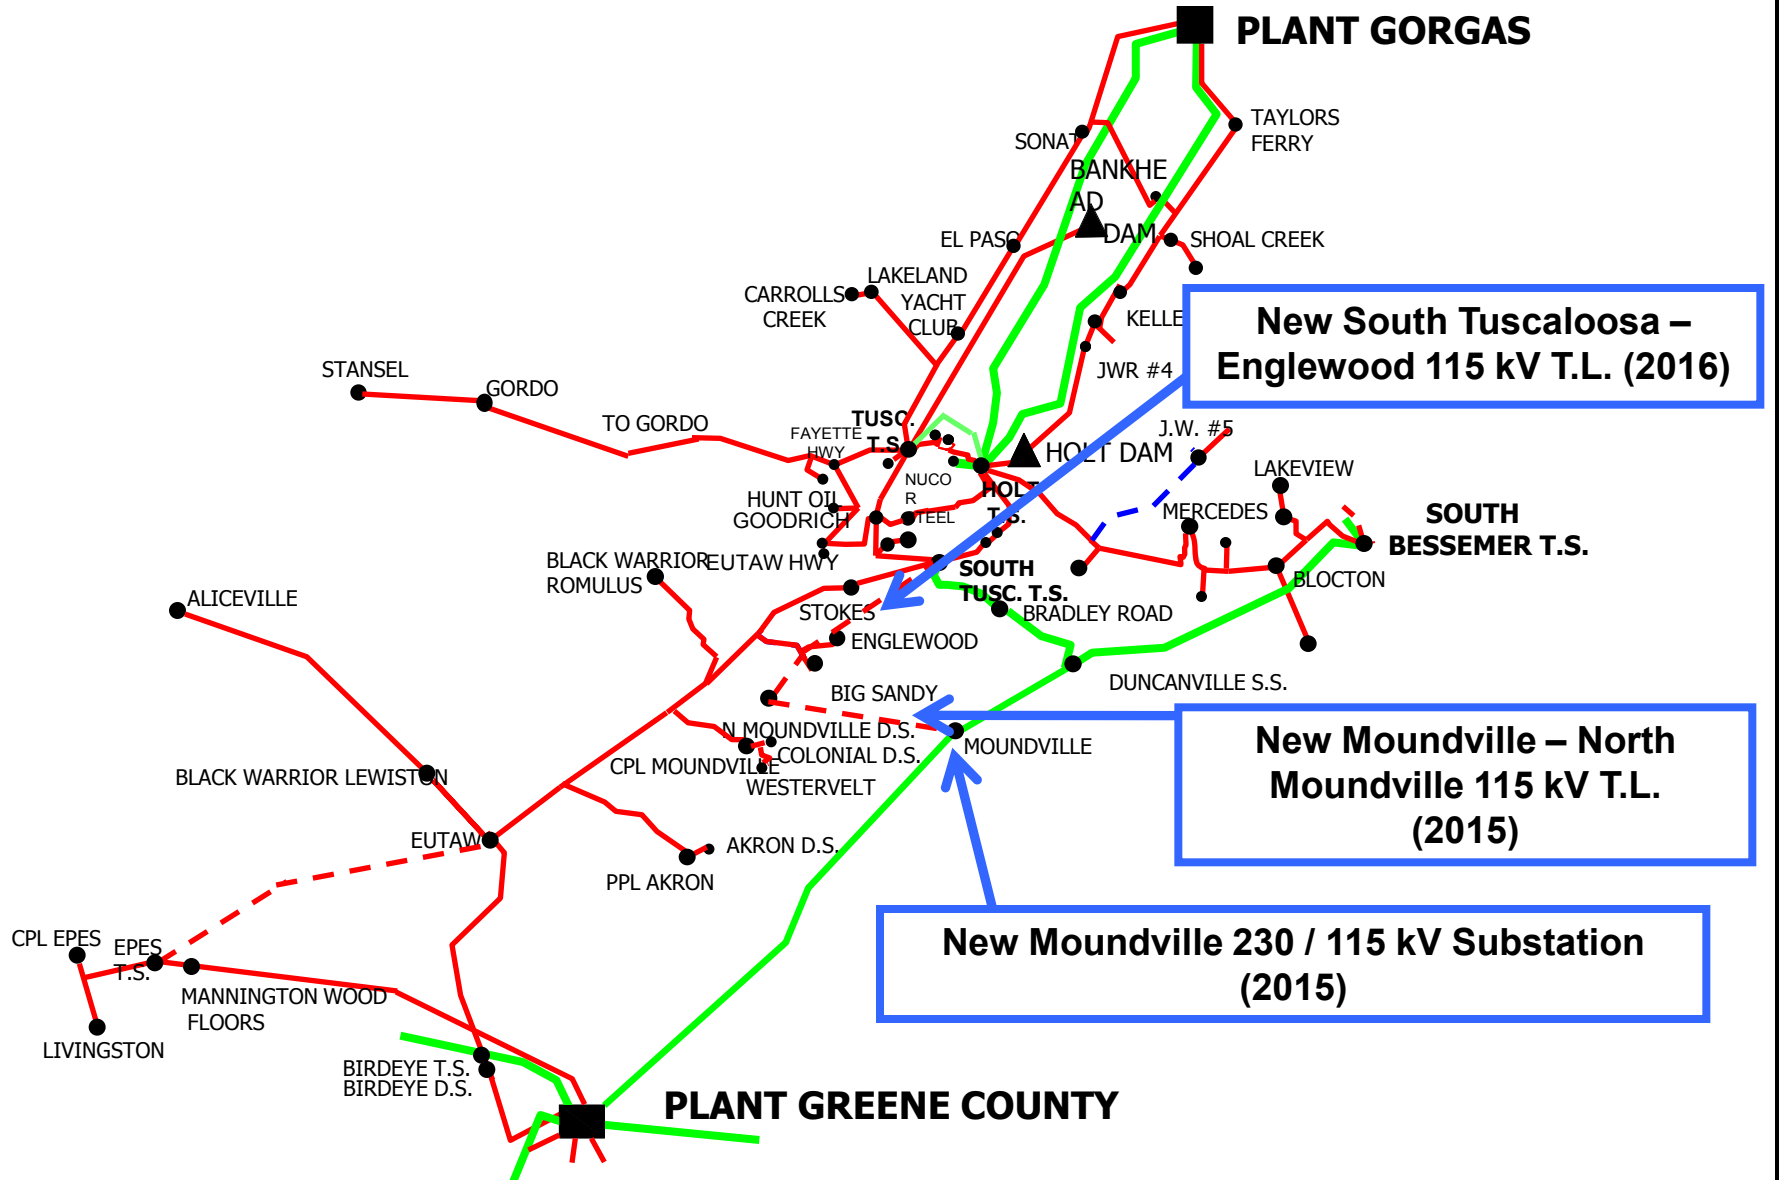 PLANT GORGAS
TAYLORS
FERRY
SONAT
BANKHE
AD
DAM
EL PASO
SHOAL CREEK
LAKELAND
CARROLLS
CREEK
YACHT
CLUB
KELLE
New South Tuscaloosa –
Englewood 115 kV T.L. (2016)
STANSEL
GORDO
JWR #4
TO GORDO
TUSC.
T.S.
FAYETTE
HWY
J.W. #5
HOLT DAM
LAKEVIEW
NUCO
R
STEEL
HUNT OIL
GOODRICH
HOLT
T.S.
MERCEDES
SOUTH
BESSEMER T.S.
BLACK WARRIOR
ROMULUS
EUTAW HWY
SOUTH
TUSC. T.S.
BLOCTON
ALICEVILLE
STOKES
BRADLEY ROAD
ENGLEWOOD
BIG SANDY
DUNCANVILLE S.S.
N MOUNDVILLE D.S.
COLONIAL D.S.
MOUNDVILLE
CPL MOUNDVILLE
WESTERVELT
New Moundville – North
Moundville 115 kV T.L.
(2015)
BLACK WARRIOR LEWISTON
EUTAW
AKRON D.S.
PPL AKRON
New Moundville 230 / 115 kV Substation
(2015)
CPL EPES
EPES
T.S.
MANNINGTON WOOD
FLOORS
LIVINGSTON
BIRDEYE T.S.
BIRDEYE D.S.
PLANT GREENE COUNTY